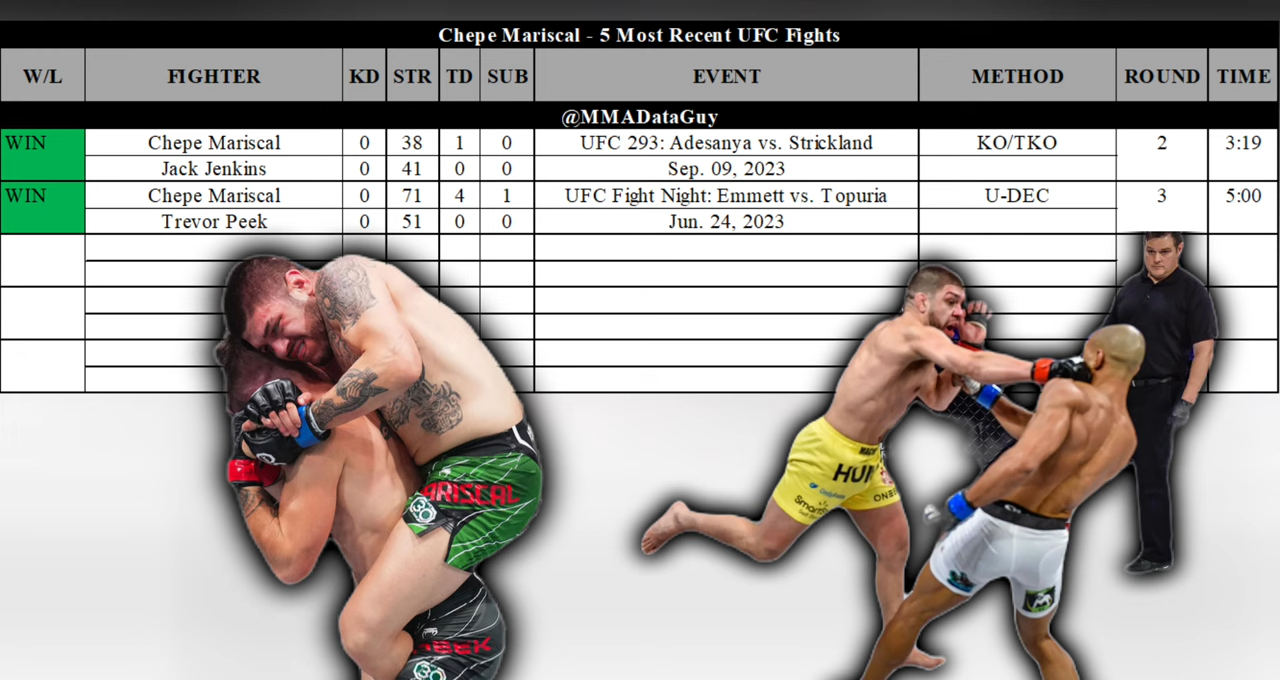 Chepe Mariscal - 5 Most Recent UFC Fights
W/L FIGHTER KD STR TD SUB EVENT METHOD ROUND TIME
@MMADataGuy
WIN Chepe Mariscal 0 38 1 0 UFC 293: Adesanya vs. Strickland KO/TKO 2 3:19
Jack Jenkins 0 41 0 0 Sep. 09, 2023
WIN Chepe Mariscal 0 71 4 1 UFC Fight Night: Emmett vs. Topuria U-DEC 3 5:00
Trevor Peek 51 0 0 0 Jun. 24, 2023
ARISCAL
HUN